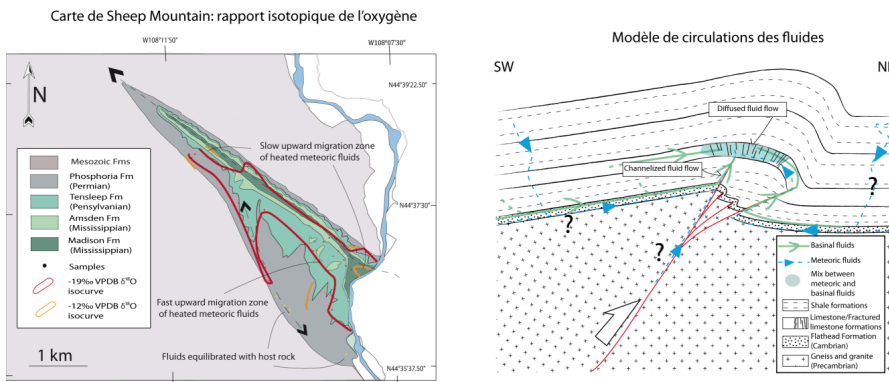 Carte de Sheep Mountain: rapport isotopique de l'oxygène
W108°11'50"
W108°07'30"
N44°39'22.50"
N
Slow upward migration zone
of heated meteoric fluids
Mesozoic Fms
Phosphoria Fm
(Permian)
Tensleep Fm
(Pensylvanian)
Amsden Fm
(Mississippian)
Madison Fm
(Mississippian)
Samples
-19‰ VPDB δ¹⁸O
isocurve
-12‰ VPDB δ¹⁸O
isocurve
N44°37'30"
Fast upward migration zone
of heated meteoric fluids
Fluids equilibrated with host rock
1 km
N44°35'37.50"
Modèle de circulations des fluides
SW
NE
Diffused fluid flow
Channelized fluid flow
?
?
?
Basinal fluids
Meteoric fluids
Mix between
meteoric and
basinal fluids
Shale formations
Limestone/Fractured
limestone formations
Flathead Formation
(Cambrian)
Gneiss and granite
(Precambrian)